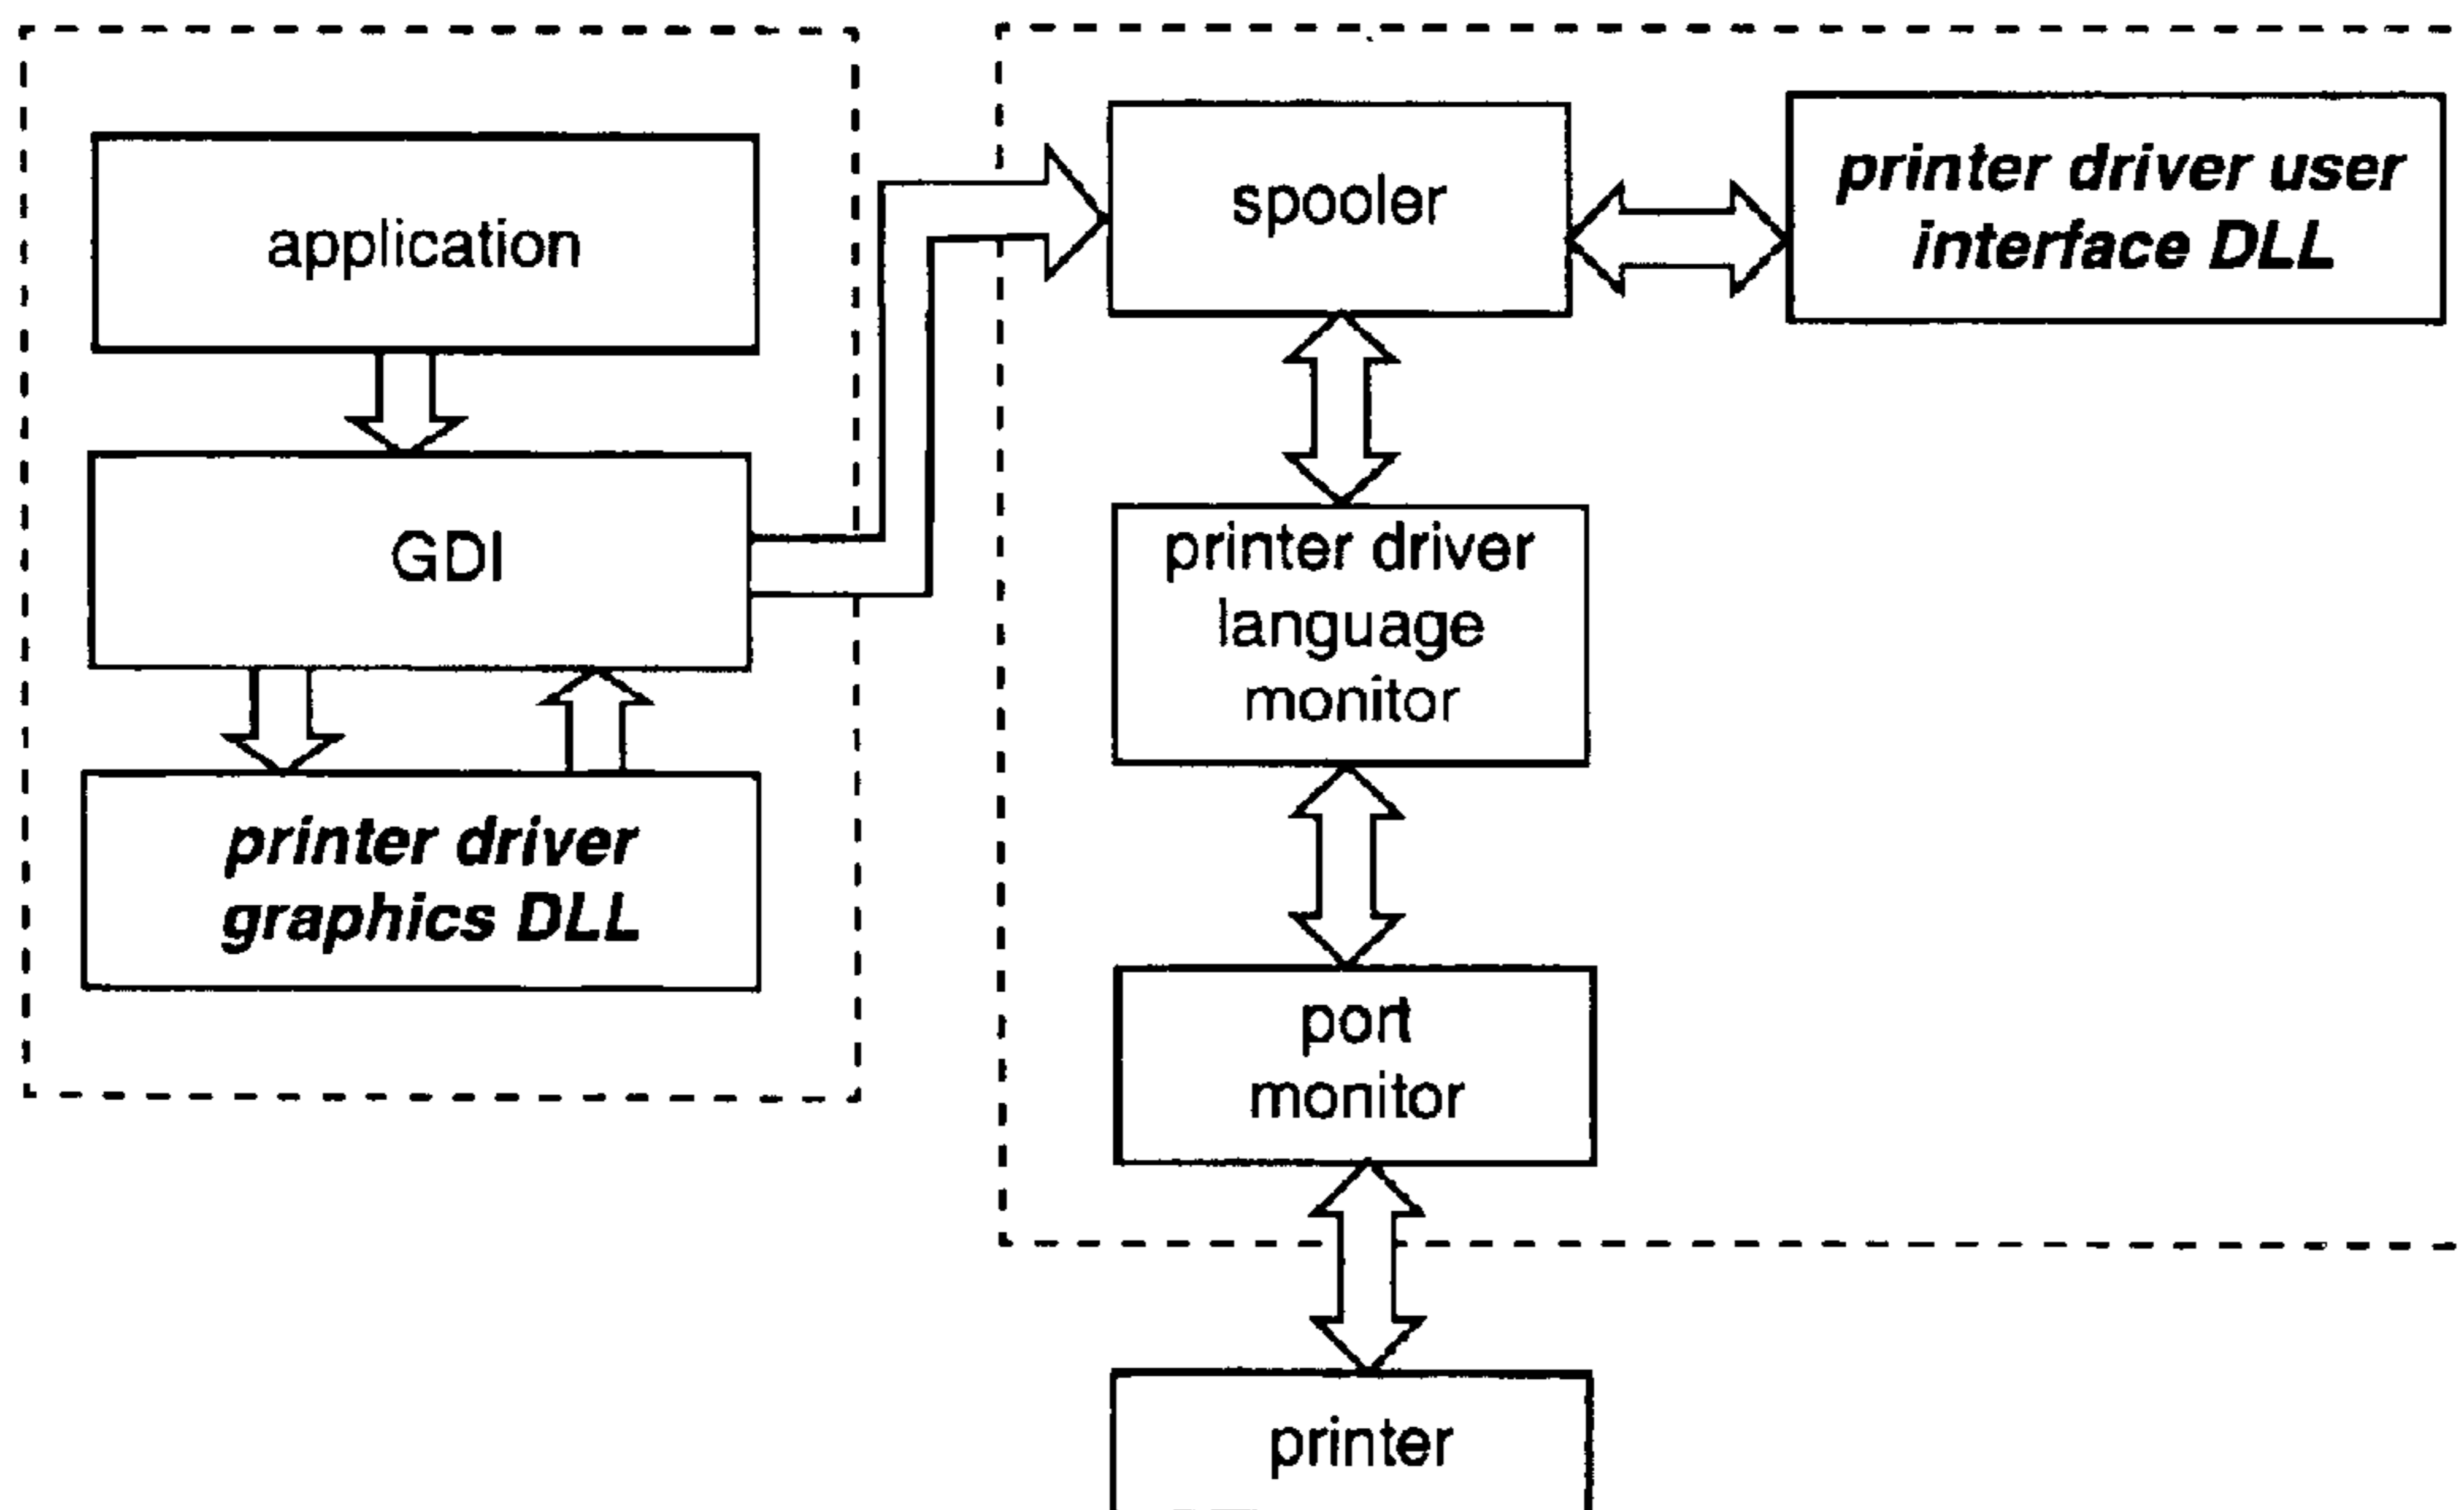 application
GDI
printer driver
graphics DLL
spooler
printer driver user
interface DLL
printer driver
language
monitor
port
monitor
printer